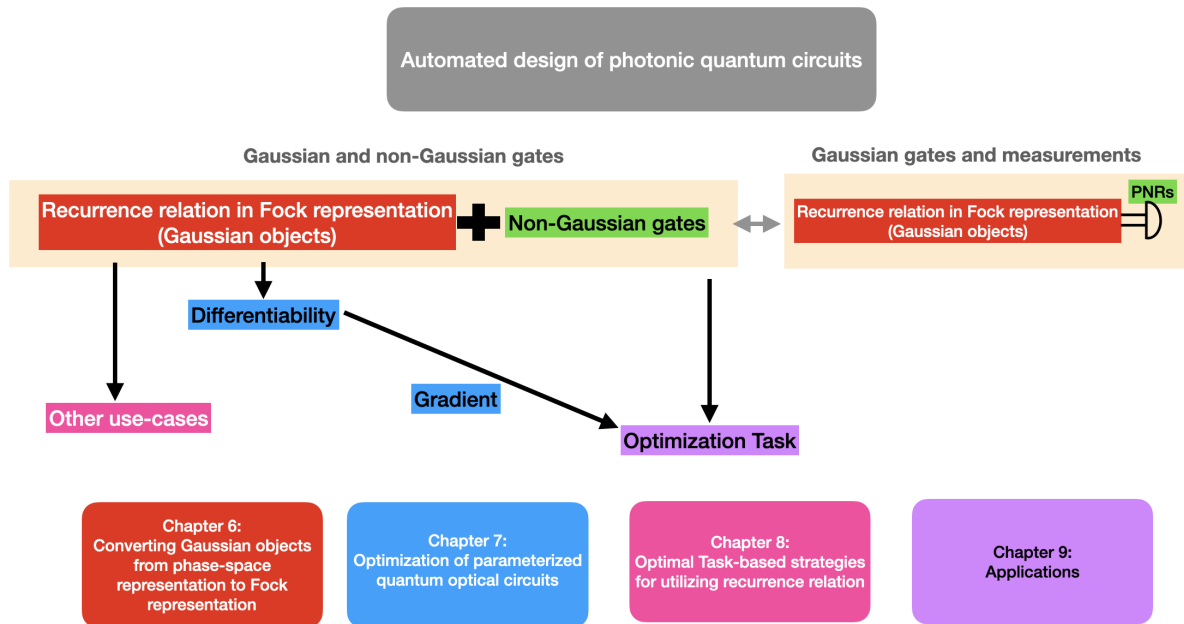 Automated design of photonic quantum circuits
Gaussian and non-Gaussian gates
Gaussian gates and measurements
Recurrence relation in Fock representation
(Gaussian objects)
Non-Gaussian gates
PNRs
Recurrence relation in Fock representation
(Gaussian objects)
Differentiability
Gradient
Other use-cases
Optimization Task
Chapter 6:
Converting Gaussian objects
from phase-space
representation to Fock
representation
Chapter 7:
Optimization of parameterized
quantum optical circuits
Chapter 8:
Optimal Task-based strategies
for utilizing recurrence relation
Chapter 9:
Applications